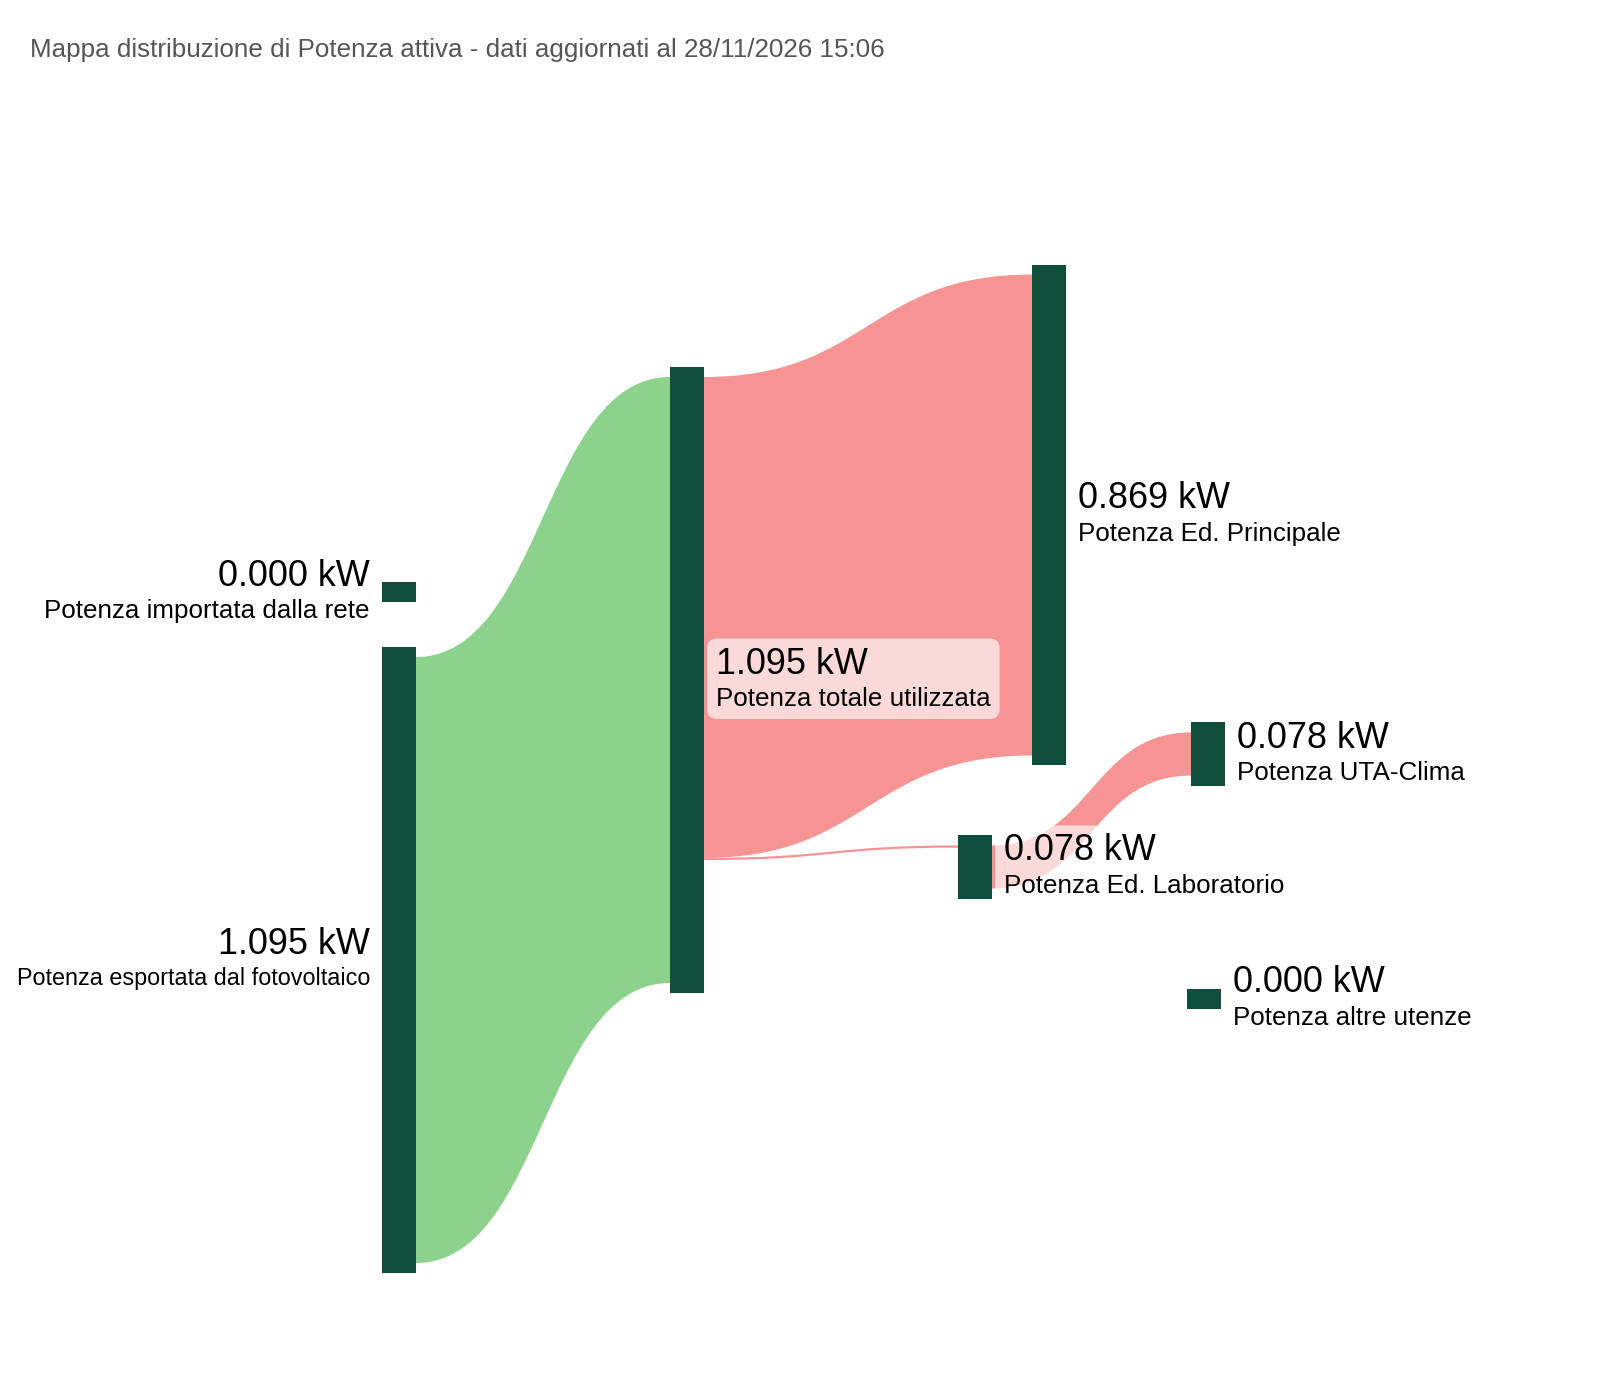 Mappa distribuzione di Potenza attiva - dati aggiornati al 28/11/2026 15:06
0.869 kW
Potenza Ed. Principale
0.000 kW
Potenza importata dalla rete
1.095 kW
Potenza totale utilizzata
0.078 kW
Potenza UTA-Clima
0.078 kW
Potenza Ed. Laboratorio
1.095 kW
Potenza esportata dal fotovoltaico
0.000 kW
Potenza altre utenze